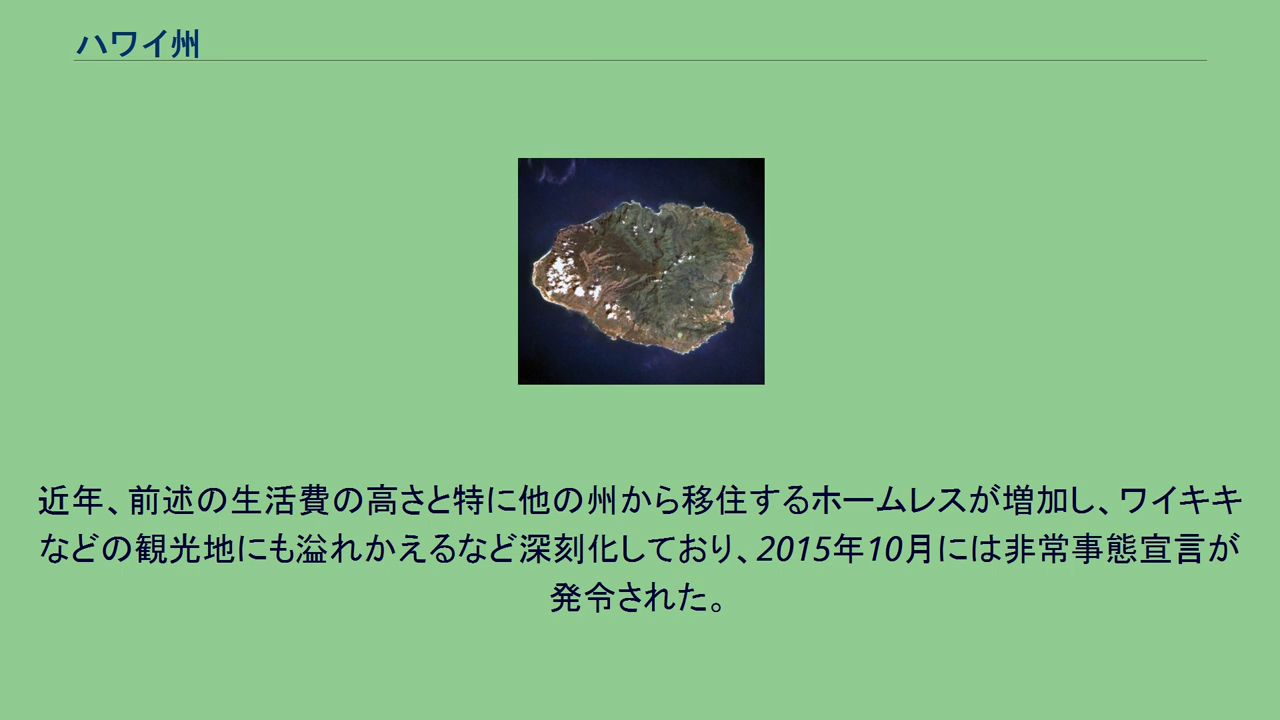 ハワイ州
近年、前述の生活費の高さと特に他の州から移住するホームレスが増加し、ワイキキ
などの観光地にも溢れかえるなど深刻化しており、2015年10月には非常事態宣言が
発令された。